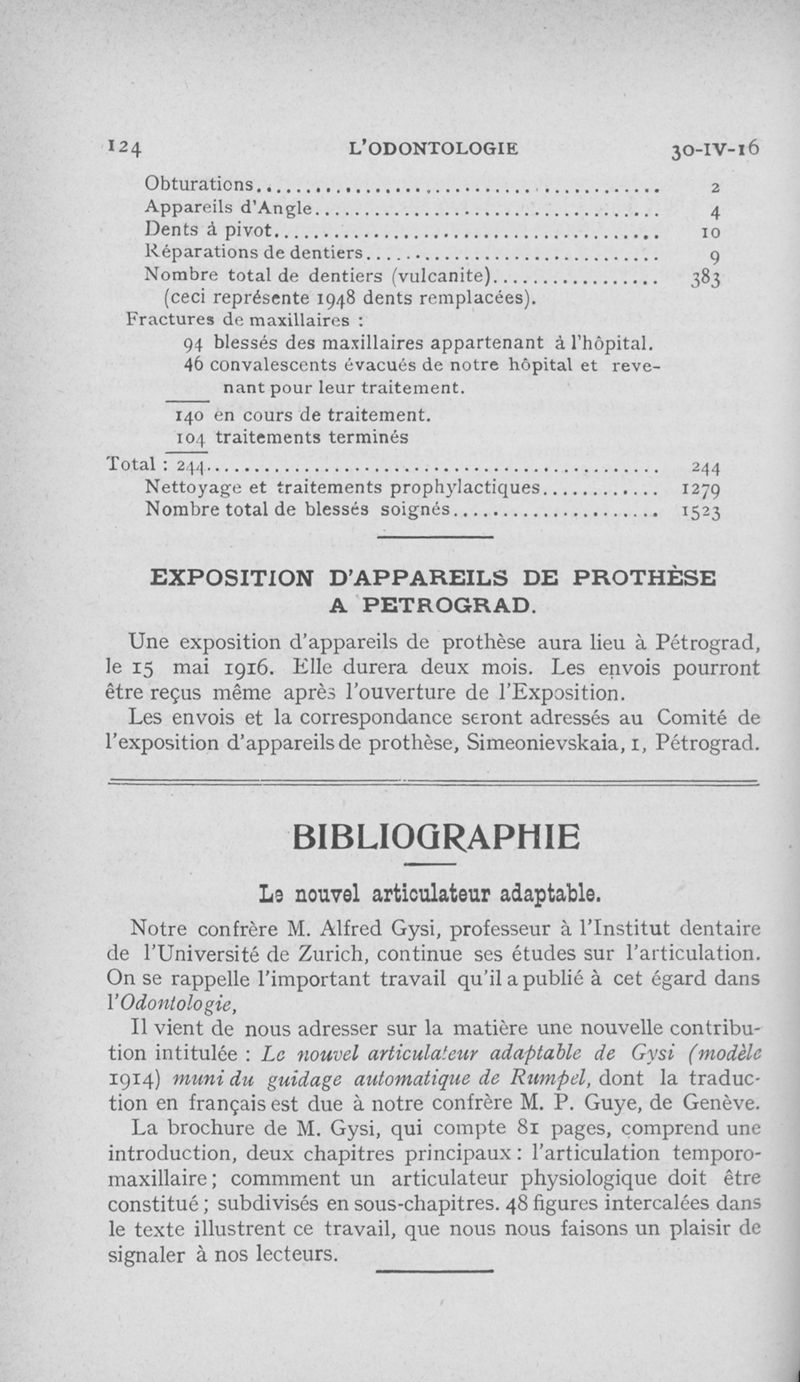 124 L'ODONTOLOGIE 30-IV-16
Obturations........................................ 2
Appareils d'Angle.................................. 4
Dents à pivot...................................... 10
Réparations de dentiers............................ 9
Nombre total de dentiers (vulcanite)................. 383
(ceci représente 1948 dents remplacées).
Fractures de maxillaires :
94 blessés des maxillaires appartenant à l'hôpital.
46 convalescents évacués de notre hôpital et reve-
nant pour leur traitement.
140 en cours de traitement.
104 traitements terminés
Total : 244.............................................. 244
Nettoyage et traitements prophylactiques............ 1279
Nombre total de blessés soignés..................... 1523
EXPOSITION D'APPAREILS DE PROTHÈSE
A PETROGRAD.
Une exposition d'appareils de prothèse aura lieu à Pétrograd,
le 15 mai 1916. Elle durera deux mois. Les envois pourront
être reçus même après l'ouverture de l'Exposition.
Les envois et la correspondance seront adressés au Comité de
l'exposition d'appareils de prothèse, Simeonievskaia, 1, Pétrograd.
BIBLIOGRAPHIE
Le nouvel articulateur adaptable.
Notre confrère M. Alfred Gysi, professeur à l'Institut dentaire
de l'Université de Zurich, continue ses études sur l'articulation.
On se rappelle l'important travail qu'il a publié à cet égard dans
l'Odontologie,
Il vient de nous adresser sur la matière une nouvelle contribu-
tion intitulée : Le nouvel articulateur adaptable de Gysi (modèle
1914) muni du guidage automatique de Rumpel, dont la traduc-
tion en français est due à notre confrère M. P. Guye, de Genève.
La brochure de M. Gysi, qui compte 81 pages, comprend une
introduction, deux chapitres principaux : l'articulation temporo-
maxillaire ; commment un articulateur physiologique doit être
constitué ; subdivisés en sous-chapitres. 48 figures intercalées dans
le texte illustrent ce travail, que nous nous faisons un plaisir de
signaler à nos lecteurs.